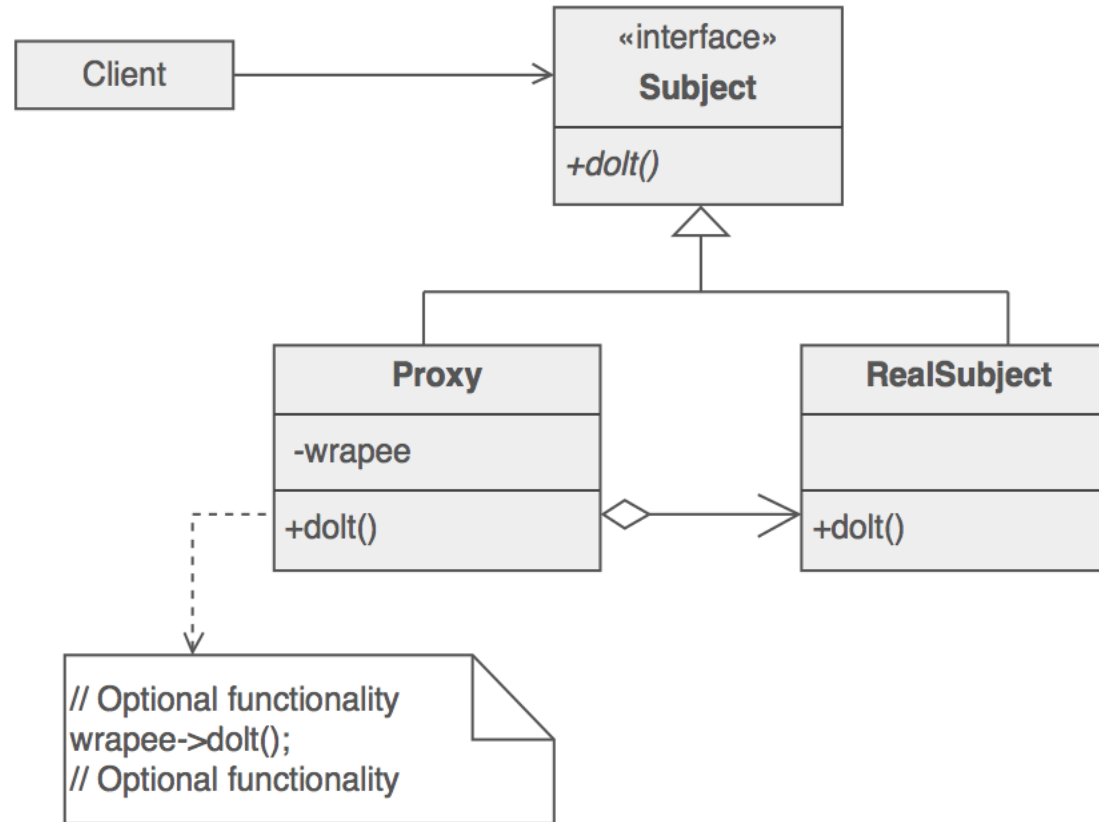 Client
«interface»
Subject
+doIt()
Proxy
-wrapee
+doIt()
RealSubject
+doIt()
// Optional functionality
wrapee->doIt();
// Optional functionality